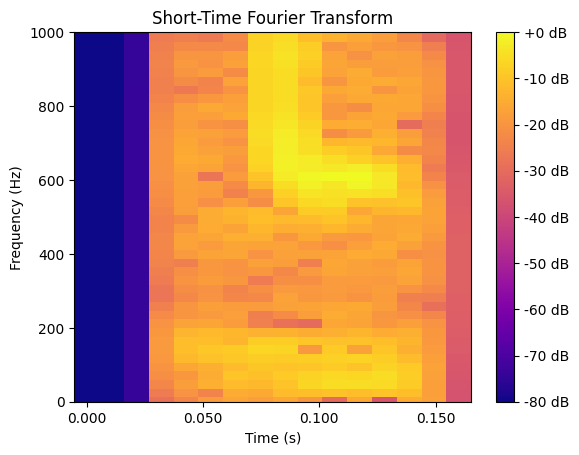 Short-Time Fourier Transform
Frequency (Hz)
1000
800
600
400
200
0
0.000
0.050
0.100
0.150
Time (s)
+0 dB
-10 dB
-20 dB
-30 dB
-40 dB
-50 dB
-60 dB
-70 dB
-80 dB